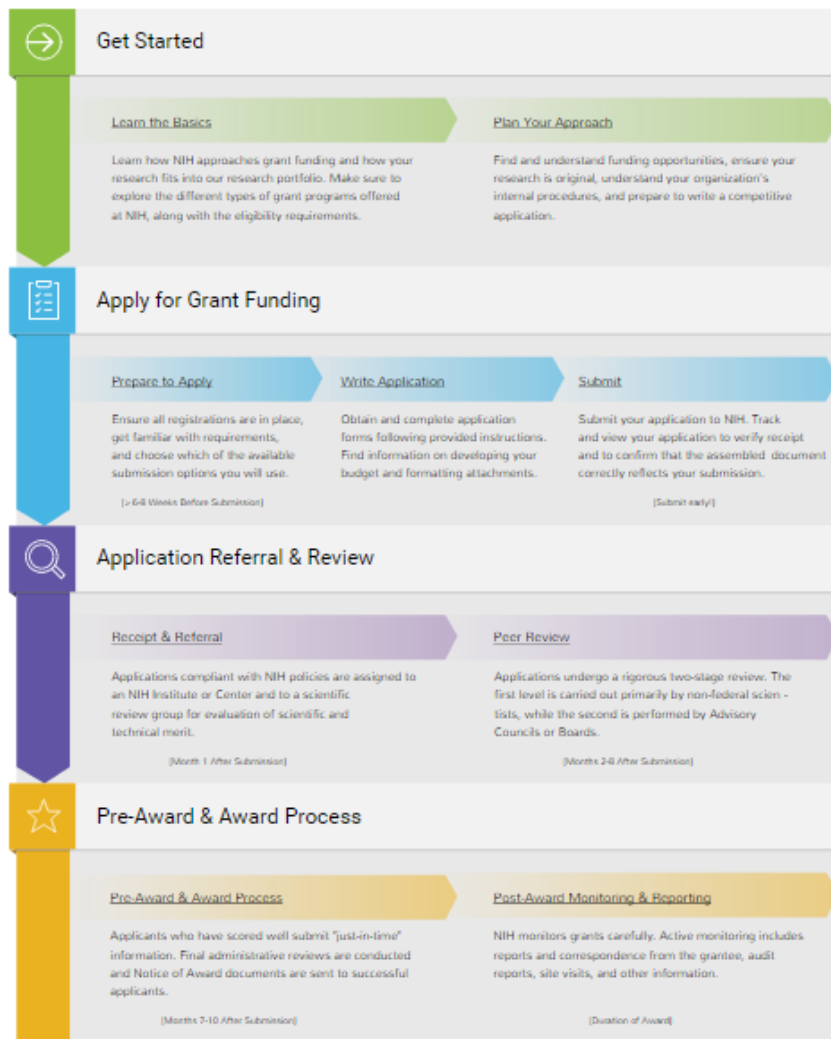 Get Started
Learn the Basics
Learn how NIH approaches grant funding and how your
research fits into our research portfolio. Make sure to
explore the different types of grant programs offered
at NIH, along with the eligibility requirements.
Plan Your Approach
Find and understand funding opportunities, ensure your
research is original, understand your organization's
internal procedures, and prepare to write a competitive
application.
Apply for Grant Funding
Prepare to Apply
Ensure all registrations are in place,
get familiar with requirements,
and choose which of the available
submission options you will use.
(>6-8 Weeks Before Submission)
Write Application
Obtain and complete application
forms following provided instructions.
Find information on developing your
budget and formatting attachments.
Submit
Submit your application to NIH. Track
and view your application to verify receipt
and to confirm that the assembled document
correctly reflects your submission.
(Submit early!)
Application Referral & Review
Receipt & Referral
Applications compliant with NIH policies are assigned to
an NIH Institute or Center and to a scientific
review group for evaluation of scientific and
technical merit.
(Month 1 After Submission)
Peer Review
Applications undergo a rigorous two-stage review. The
first level is carried out primarily by non-federal scien -
tists, while the second is performed by Advisory
Councils or Boards.
(Months 2-8 After Submission)
Pre-Award & Award Process
Pre-Award & Award Process
Applicants who have scored well submit "just-in-time"
information. Final administrative reviews are conducted
and Notice of Award documents are sent to successful
applicants.
(Months 7-10 After Submission)
Post-Award Monitoring & Reporting
NIH monitors grants carefully. Active monitoring includes
reports and correspondence from the grantee, audit
reports, site visits, and other information.
(Duration of Award)